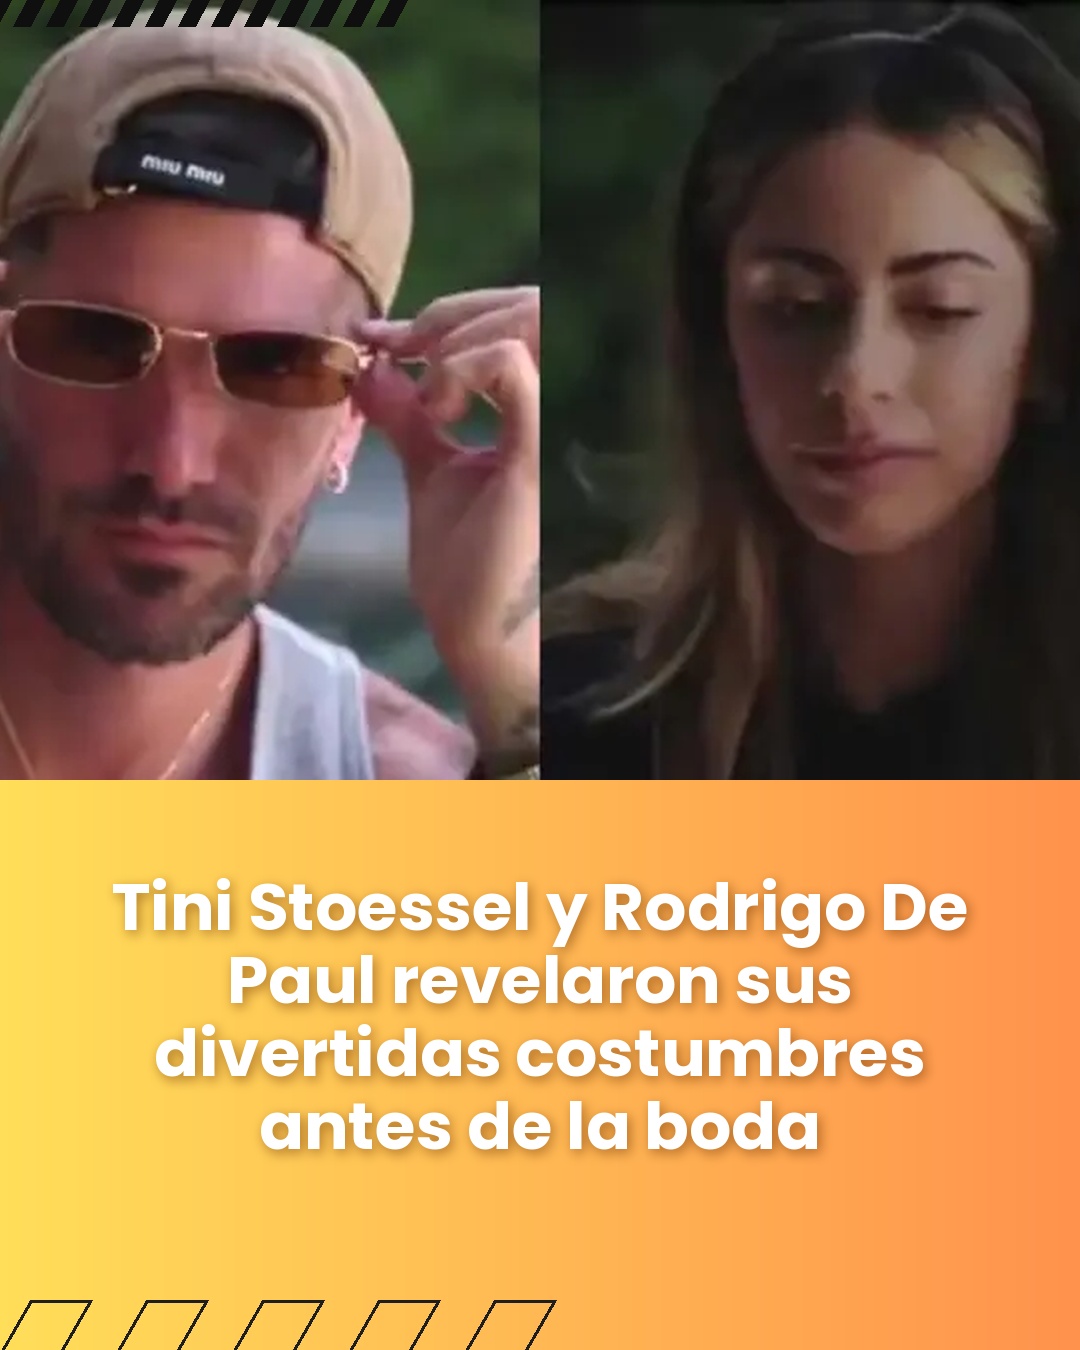 miu miu
Tini Stoessel y Rodrigo De
Paul revelaron sus
divertidas costumbres
antes de la boda